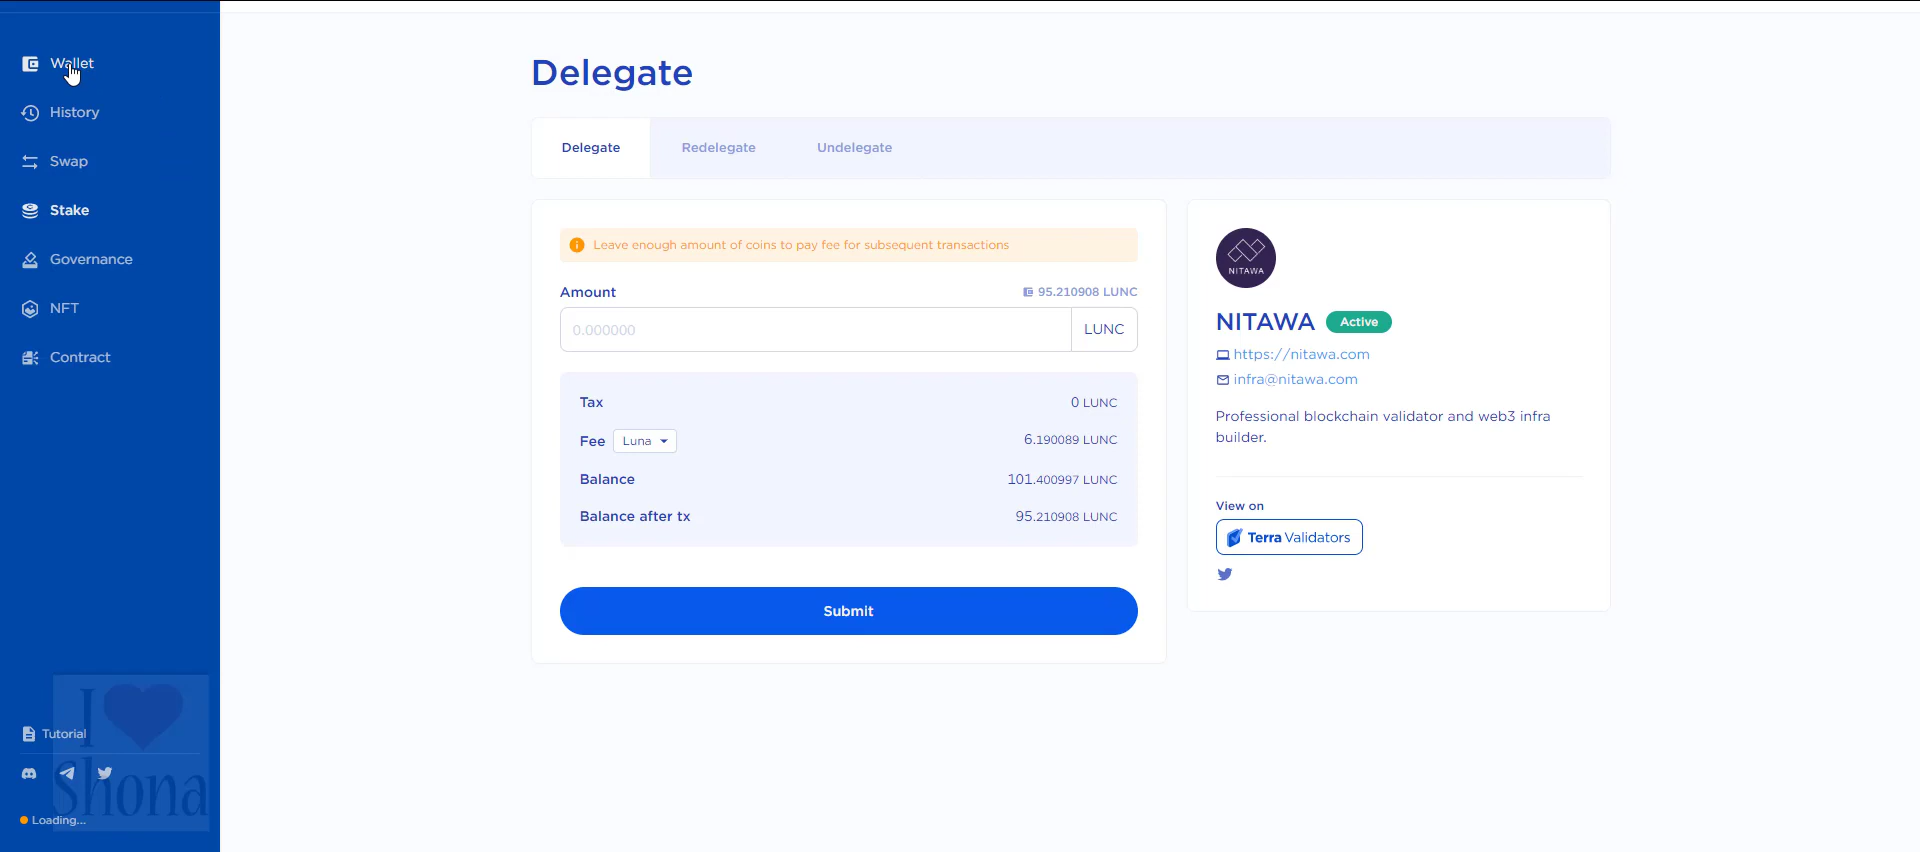 Wallet
History
Swap
Stake
Governance
NFT
Contract
Tutorial
I
Shona
Loading...
Delegate
Delegate Redelegate Undelegate
Leave enough amount of coins to pay fee for subsequent transactions
Amount 95.210908 LUNC
0.000000 LUNC
Tax 0 LUNC
Fee Luna 6.190089 LUNC
Balance 101.400997 LUNC
Balance after tx 95.210908 LUNC
Submit
NITAWA
NITAWA Active
https://nitawa.com
infra@nitawa.com
Professional blockchain validator and web3 infra
builder.
View on
Terra Validators